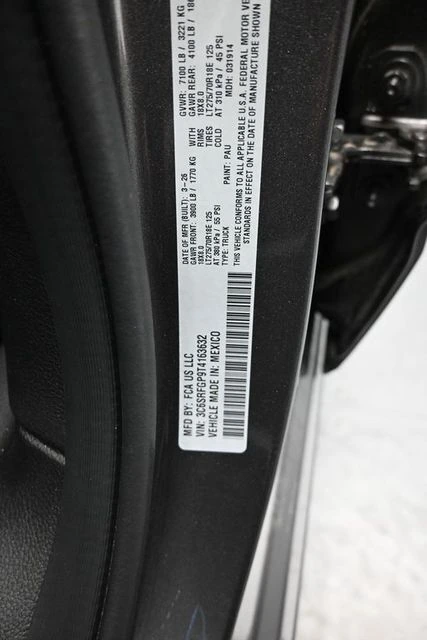 MFD BY: FCA US LLC
DATE OF MFR (BUILT): 3-26
GVWR: 7100 LB / 3221 KG
GAWR FRONT: 3900 LB / 1770 KG WITH GAWR REAR: 4100 LB /
18X8.0 RIMS 18X8.0
LT275/70R18E 125 TIRES LT275/70R18E 125
AT 380 kPa / 55 PSI COLD AT 310 kPa / 45 PSI
TYPE: TRUCK PAINT: PAU MDH: 031914
THIS VEHICLE CONFORMS TO ALL APPLICABLE U.S.A. FEDERAL MOTOR
STANDARDS IN EFFECT ON THE DATE OF MANUFACTURE SHOWN
VIN: 3C6SRFGP9T4163632
VEHICLE MADE IN: MEXICO